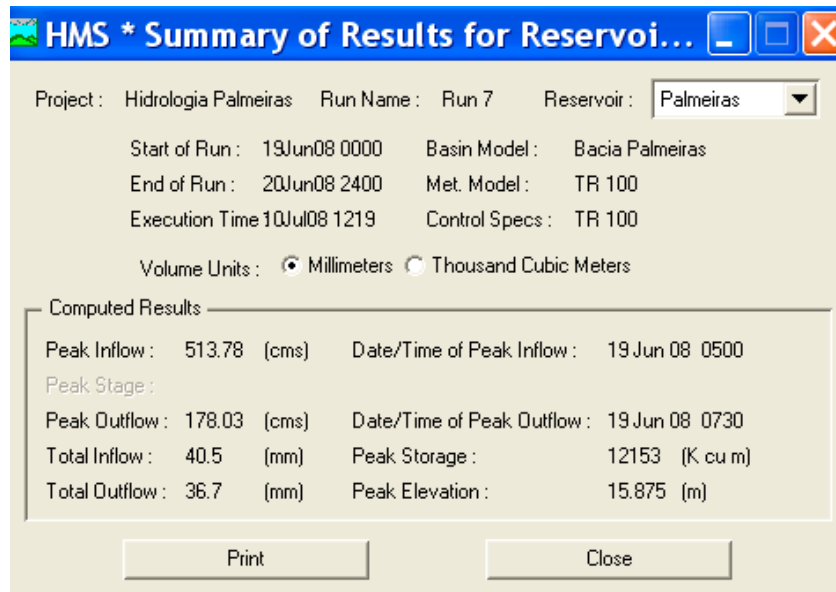 HMS * Summary of Results for Reservoi...
Project : Hidrologia Palmeiras Run Name : Run 7 Reservoir : Palmeiras
Start of Run : 19Jun08 0000 Basin Model : Bacia Palmeiras
End of Run : 20Jun08 2400 Met. Model : TR 100
Execution Time 10Jul08 1219 Control Specs : TR 100
Volume Units : Millimeters Thousand Cubic Meters
Computed Results
Peak Inflow : 513.78 (cms) Date/Time of Peak Inflow : 19 Jun 08 0500
Peak Stage :
Peak Outflow : 178.03 (cms) Date/Time of Peak Outflow : 19 Jun 08 0730
Total Inflow : 40.5 (mm) Peak Storage : 12153 (K cu m)
Total Outflow : 36.7 (mm) Peak Elevation : 15.875 (m)
Print Close